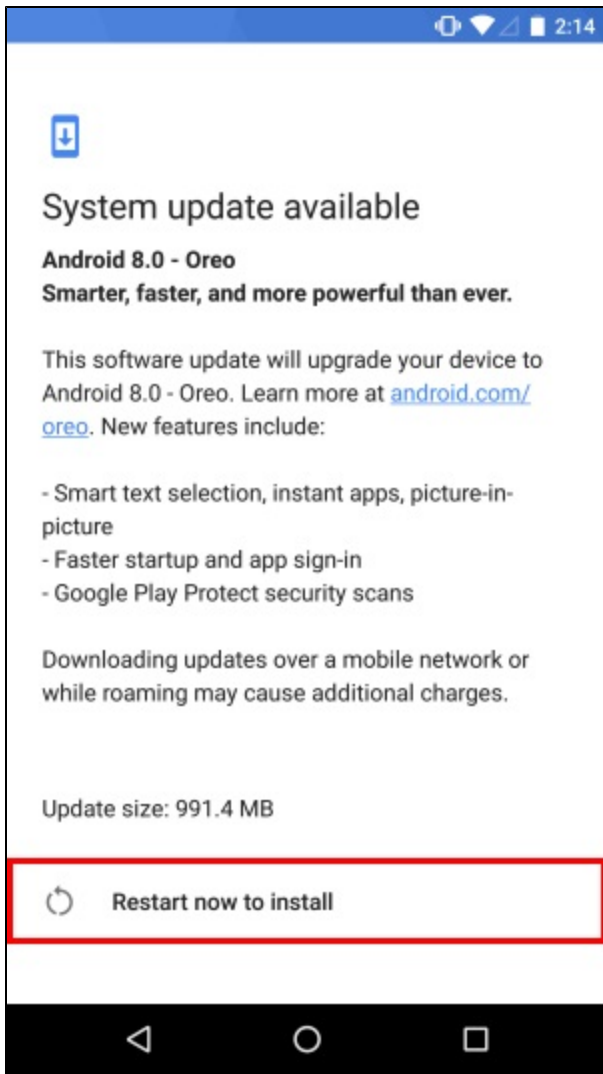 2:14
System update available
Android 8.0 - Oreo
Smarter, faster, and more powerful than ever.
This software update will upgrade your device to
Android 8.0 - Oreo. Learn more at android.com/
oreo. New features include:
- Smart text selection, instant apps, picture-in-
picture
- Faster startup and app sign-in
- Google Play Protect security scans
Downloading updates over a mobile network or
while roaming may cause additional charges.
Update size: 991.4 MB
Restart now to install